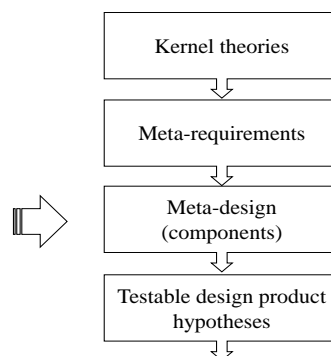 Kernel theories
Meta-requirements
Meta-design
(components)
Testable design product
hypotheses